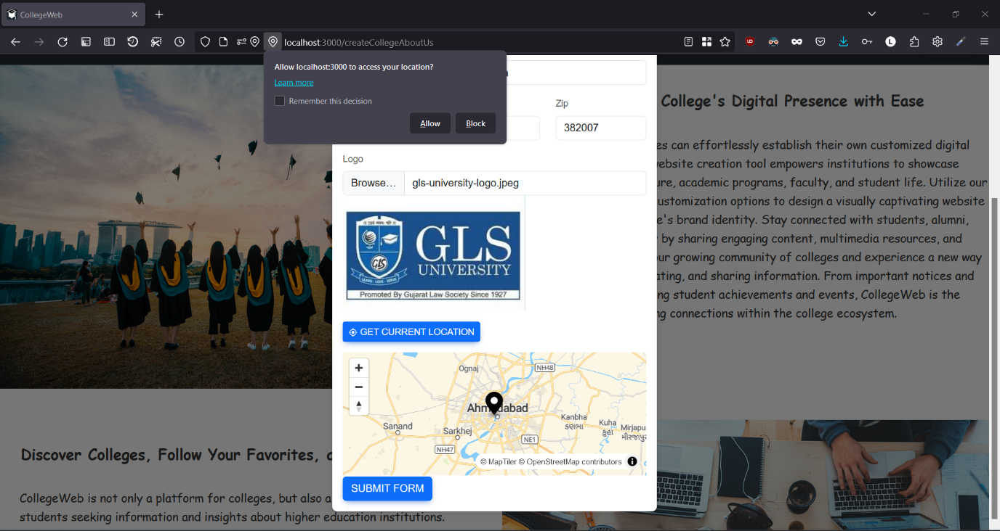 CollegeWeb
localhost:3000/createCollegeAboutUs
Allow localhost:3000 to access your location?
Learn more
Remember this decision
Allow
Block
Zip
382007
Logo
Browse...
gls-university-logo.jpeg
GLS
UNIVERSITY
GLS
LEARN - LOVE - SERVE
Promoted By Gujarat Law Society Since 1927
GET CURRENT LOCATION
Ognaj
NH48
Ahmedabad
Kanbha
કણભા
Kuha
કુહા
Mirjapu
મીરજાપુર
Sanand
Sarkhej
NE1
NH47
© MapTiler © OpenStreetMap contributors
SUBMIT FORM
College's Digital Presence with Ease
es can effortlessly establish their own customized digital
ebsite creation tool empowers institutions to showcase
ure, academic programs, faculty, and student life. Utilize our
ustomization options to design a visually captivating website
e's brand identity. Stay connected with students, alumni,
by sharing engaging content, multimedia resources, and
ur growing community of colleges and experience a new way
ating, and sharing information. From important notices and
ng student achievements and events, CollegeWeb is the
ng connections within the college ecosystem.
Discover Colleges, Follow Your Favorites,
CollegeWeb is not only a platform for colleges, but also a
students seeking information and insights about higher education institutions.